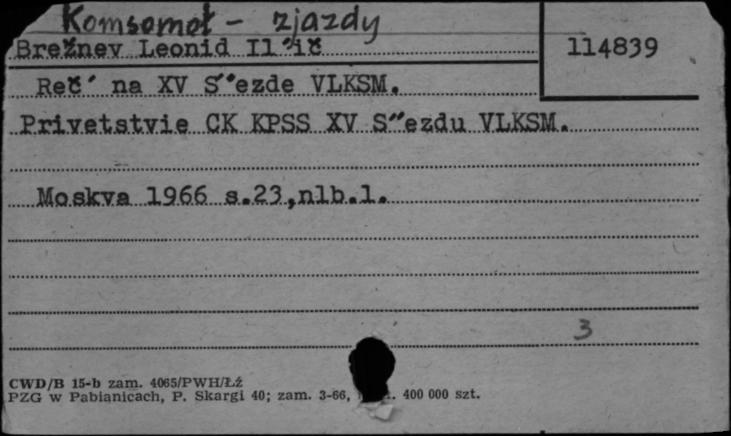 Komsomoł - zjazdy
Brežnev Leonid Il'ič
114839
Reč' na XV S"ezde VLKSM.
Privetstvie CK KPSS XV S"ezdu VLKSM.
Moskva 1966 s.23,nlb.1.
3
CWD/B 15-b zam. 4065/PWH/Łż
PZG w Pabianicach, P. Skargi 40; zam. 3-66, 400 000 szt.